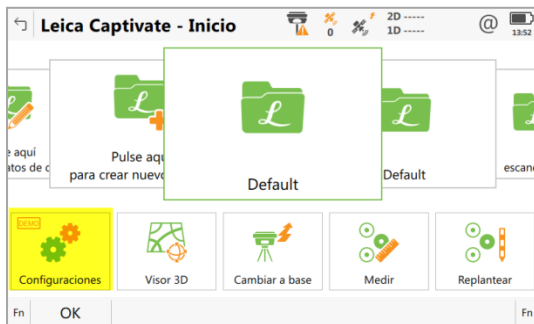 Leica Captivate - Inicio
0
2D -----
1D -----
@
13:52
e aquí
atos de c
Pulse aqu
para crear nuevo
Default
Default
escan
DEMO
Configuraciones
Visor 3D
Cambiar a base
Medir
Replantear
Fn
OK
Fn